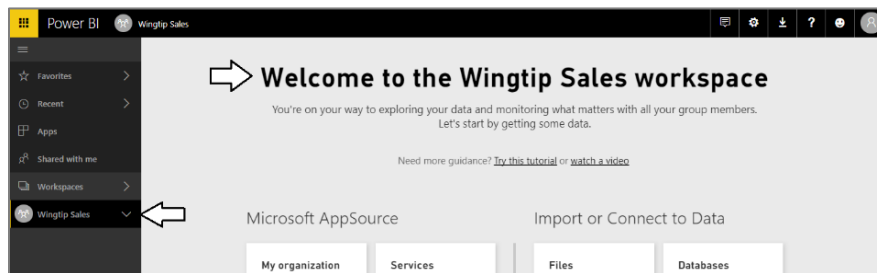 Power BI Wingtip Sales ?
Favorites
Recent
Apps
Shared with me
Workspaces
Wingtip Sales
Welcome to the Wingtip Sales workspace
You're on your way to exploring your data and monitoring what matters with all your group members.
Let's start by getting some data.
Need more guidance? Try this tutorial or watch a video
Microsoft AppSource Import or Connect to Data
My organization Services Files Databases